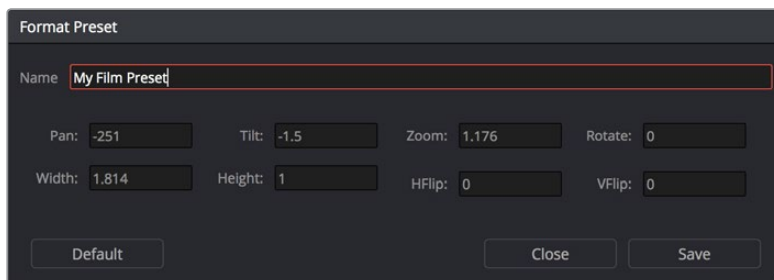 Format Preset
Name My Film Preset
Pan: -251 Tilt: -1.5 Zoom: 1.176 Rotate: 0
Width: 1.814 Height: 1 HFlip: 0 VFlip: 0
Default Close Save